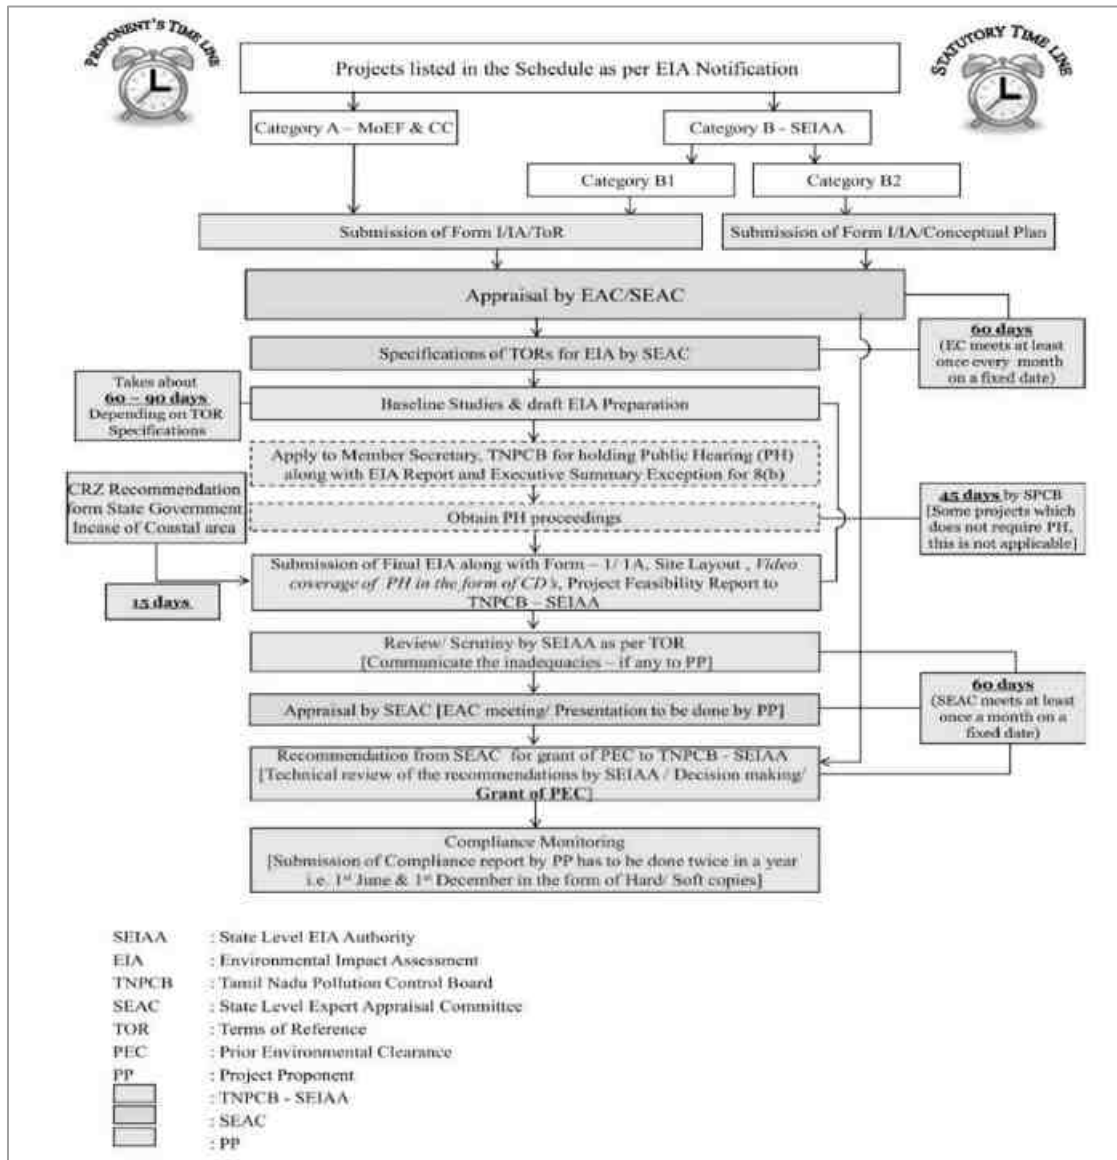 PROPONENT'S TIME LINE
STATUTORY TIME LINE
Projects listed in the Schedule as per EIA Notification
Category A – MoEF & CC
Category B - SEIAA
Category B1
Category B2
Submission of Form I/IA/ToR
Submission of Form I/IA/Conceptual Plan
Appraisal by EAC/SEAC
Specifications of TORs for EIA by SEAC
60 days
(EC meets at least
once every month
on a fixed date)
Takes about
60 – 90 days
Depending on TOR
Specifications
Baseline Studies & draft EIA Preparation
Apply to Member Secretary, TNPCB for holding Public Hearing (PH)
along with EIA Report and Executive Summary Exception for 8(b)
CRZ Recommendation
form State Government
Incase of Coastal area
Obtain PH proceedings
45 days by SPCB
[Some projects which
does not require PH,
this is not applicable]
15 days
Submission of Final EIA along with Form – 1/ 1A, Site Layout , Video
coverage of PH in the form of CD's, Project Feasibility Report to
TNPCB – SEIAA
Review/ Scrutiny by SEIAA as per TOR
[Communicate the inadequacies – if any to PP]
Appraisal by SEAC [EAC meeting/ Presentation to be done by PP]
60 days
(SEAC meets at least
once a month on a
fixed date)
Recommendation from SEAC for grant of PEC to TNPCB - SEIAA
[Technical review of the recommendations by SEIAA / Decision making/
Grant of PEC]
Compliance Monitoring
[Submission of Compliance report by PP has to be done twice in a year
i.e. 1st June & 1st December in the form of Hard/ Soft copies]
SEIAA : State Level EIA Authority
EIA : Environmental Impact Assessment
TNPCB : Tamil Nadu Pollution Control Board
SEAC : State Level Expert Appraisal Committee
TOR : Terms of Reference
PEC : Prior Environmental Clearance
PP : Project Proponent
: TNPCB - SEIAA
: SEAC
: PP